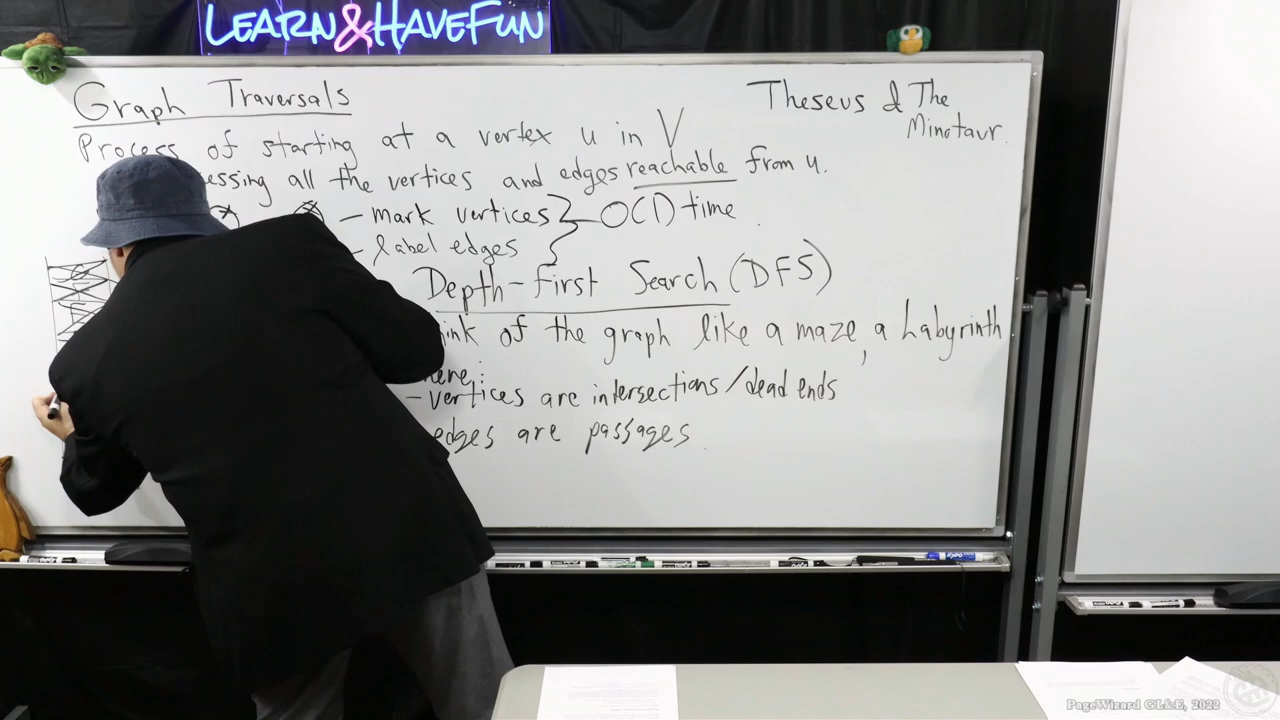 LEARN&HAVEFUN
Graph Traversals
Theseus & The
Minotaur
Process of starting at a vertex u in V
essing all the vertices and edges reachable from u.
- mark vertices } O(1) time
- label edges
Depth-First Search (DFS)
ink of the graph like a maze, a Labyrinth
here:
- vertices are intersections/dead ends
edges are passages
PageWizard GL&E, 2022